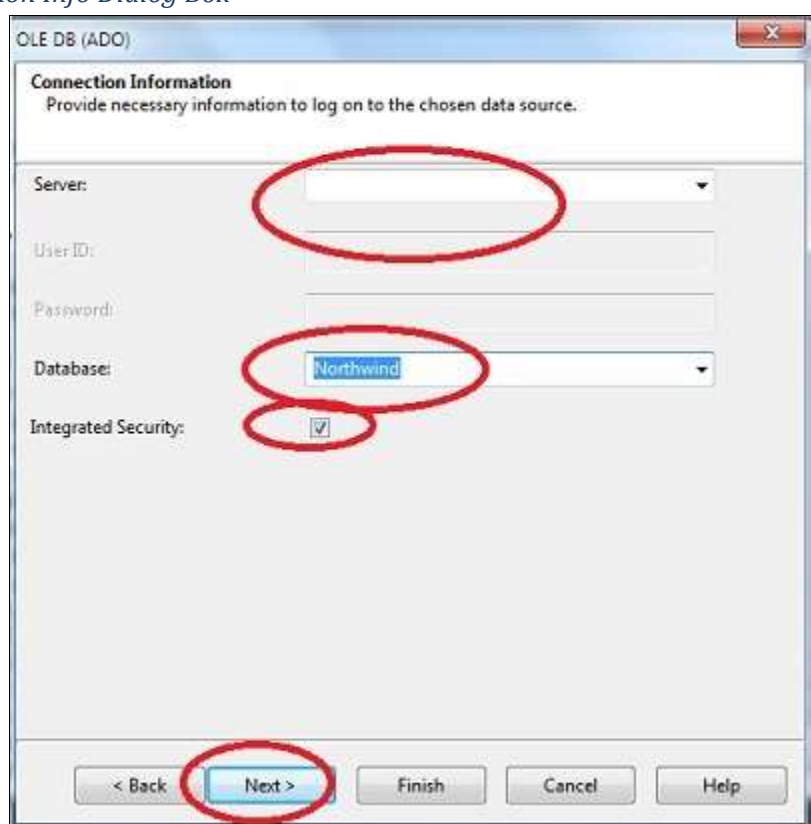 OLE DB (ADO)
Connection Information
Provide necessary information to log on to the chosen data source.
Server:
User ID:
Password:
Database: Northwind
Integrated Security:
< Back Next > Finish Cancel Help